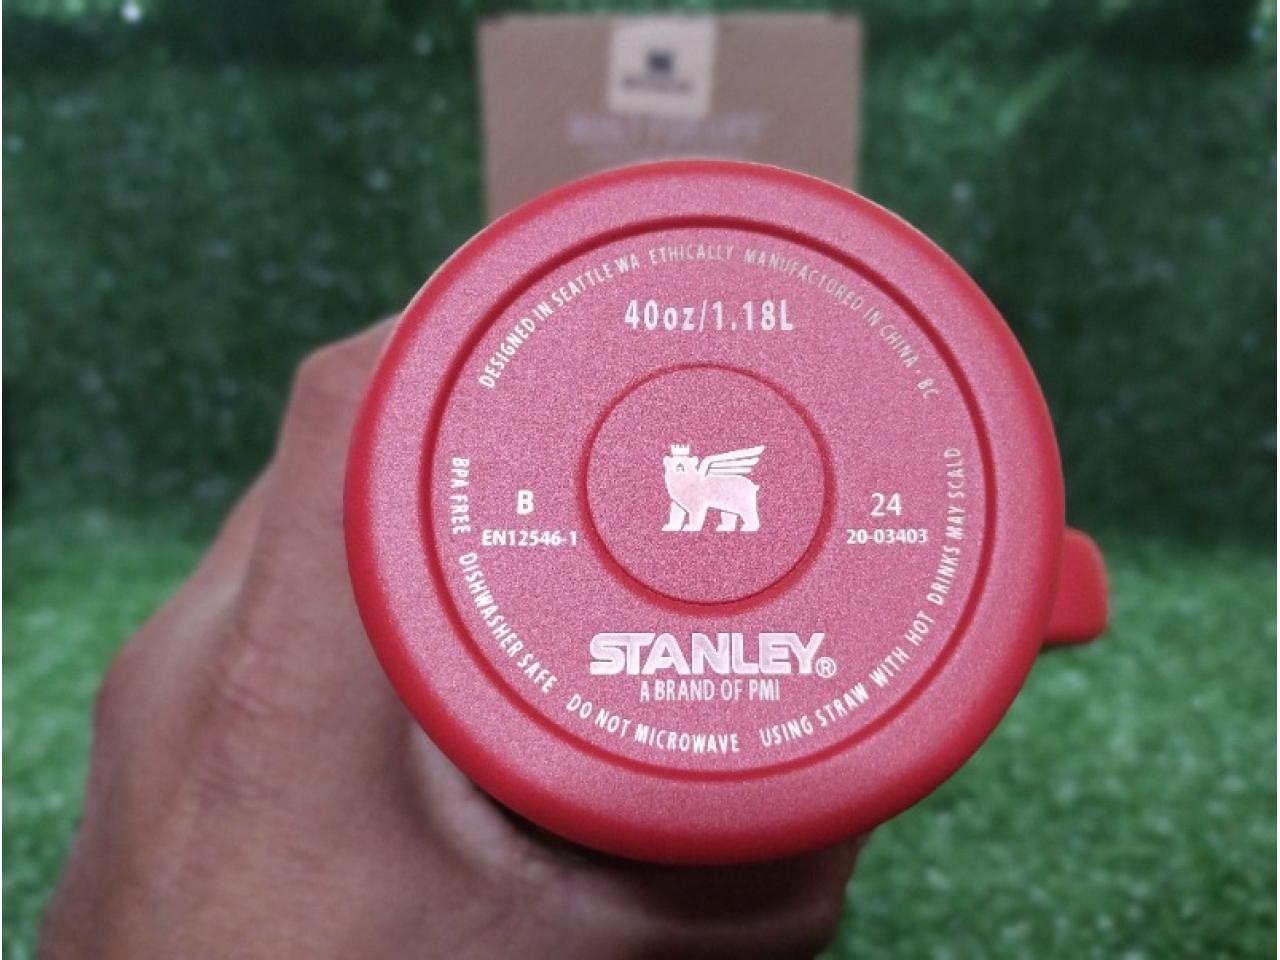 DESIGNED IN SEATTLE WA ETHICALLY MANUFACTURED IN CHINA - BC
40oz/1.18L
B
EN12546-1
24
20-03403
STANLEY®
A BRAND OF PMI
BPA FREE DISHWASHER SAFE DO NOT MICROWAVE USING STRAW WITH HOT DRINKS MAY SCALD